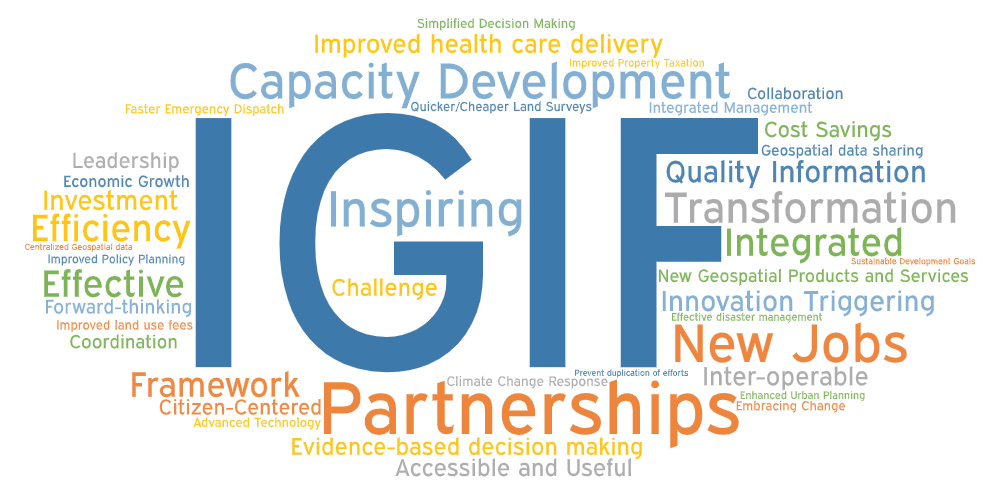 Simplified Decision Making
Improved health care delivery
Improved Property Taxation
Capacity Development
Collaboration
Faster Emergency Dispatch
Quicker/Cheaper Land Surveys
Integrated Management
IGIF
Cost Savings
Geospatial data sharing
Leadership
Quality Information
Economic Growth
Investment
Inspiring
Transformation
Efficiency
Integrated
Centralized Geospatial data
Improved Policy Planning
Sustainable Development Goals
Effective
Challenge
New Geospatial Products and Services
Forward-thinking
Innovation Triggering
Improved land use fees
Effective disaster management
Coordination
New Jobs
Prevent duplication of efforts
Framework
Climate Change Response
Inter-operable
Enhanced Urban Planning
Citizen-Centered
Partnerships
Embracing Change
Advanced Technology
Evidence-based decision making
Accessible and Useful